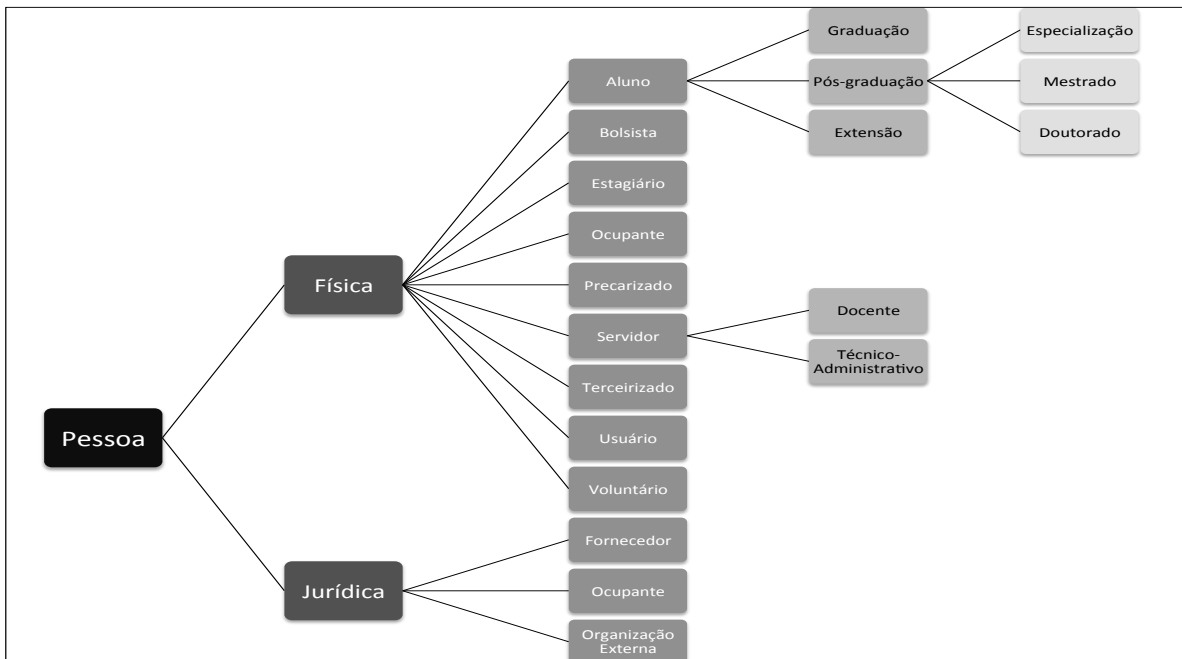 Pessoa
Física
Aluno
Graduação
Pós-graduação
Especialização
Mestrado
Doutorado
Extensão
Bolsista
Estagiário
Ocupante
Precarizado
Servidor
Docente
Técnico-
Administrativo
Terceirizado
Usuário
Voluntário
Jurídica
Fornecedor
Ocupante
Organização
Externa